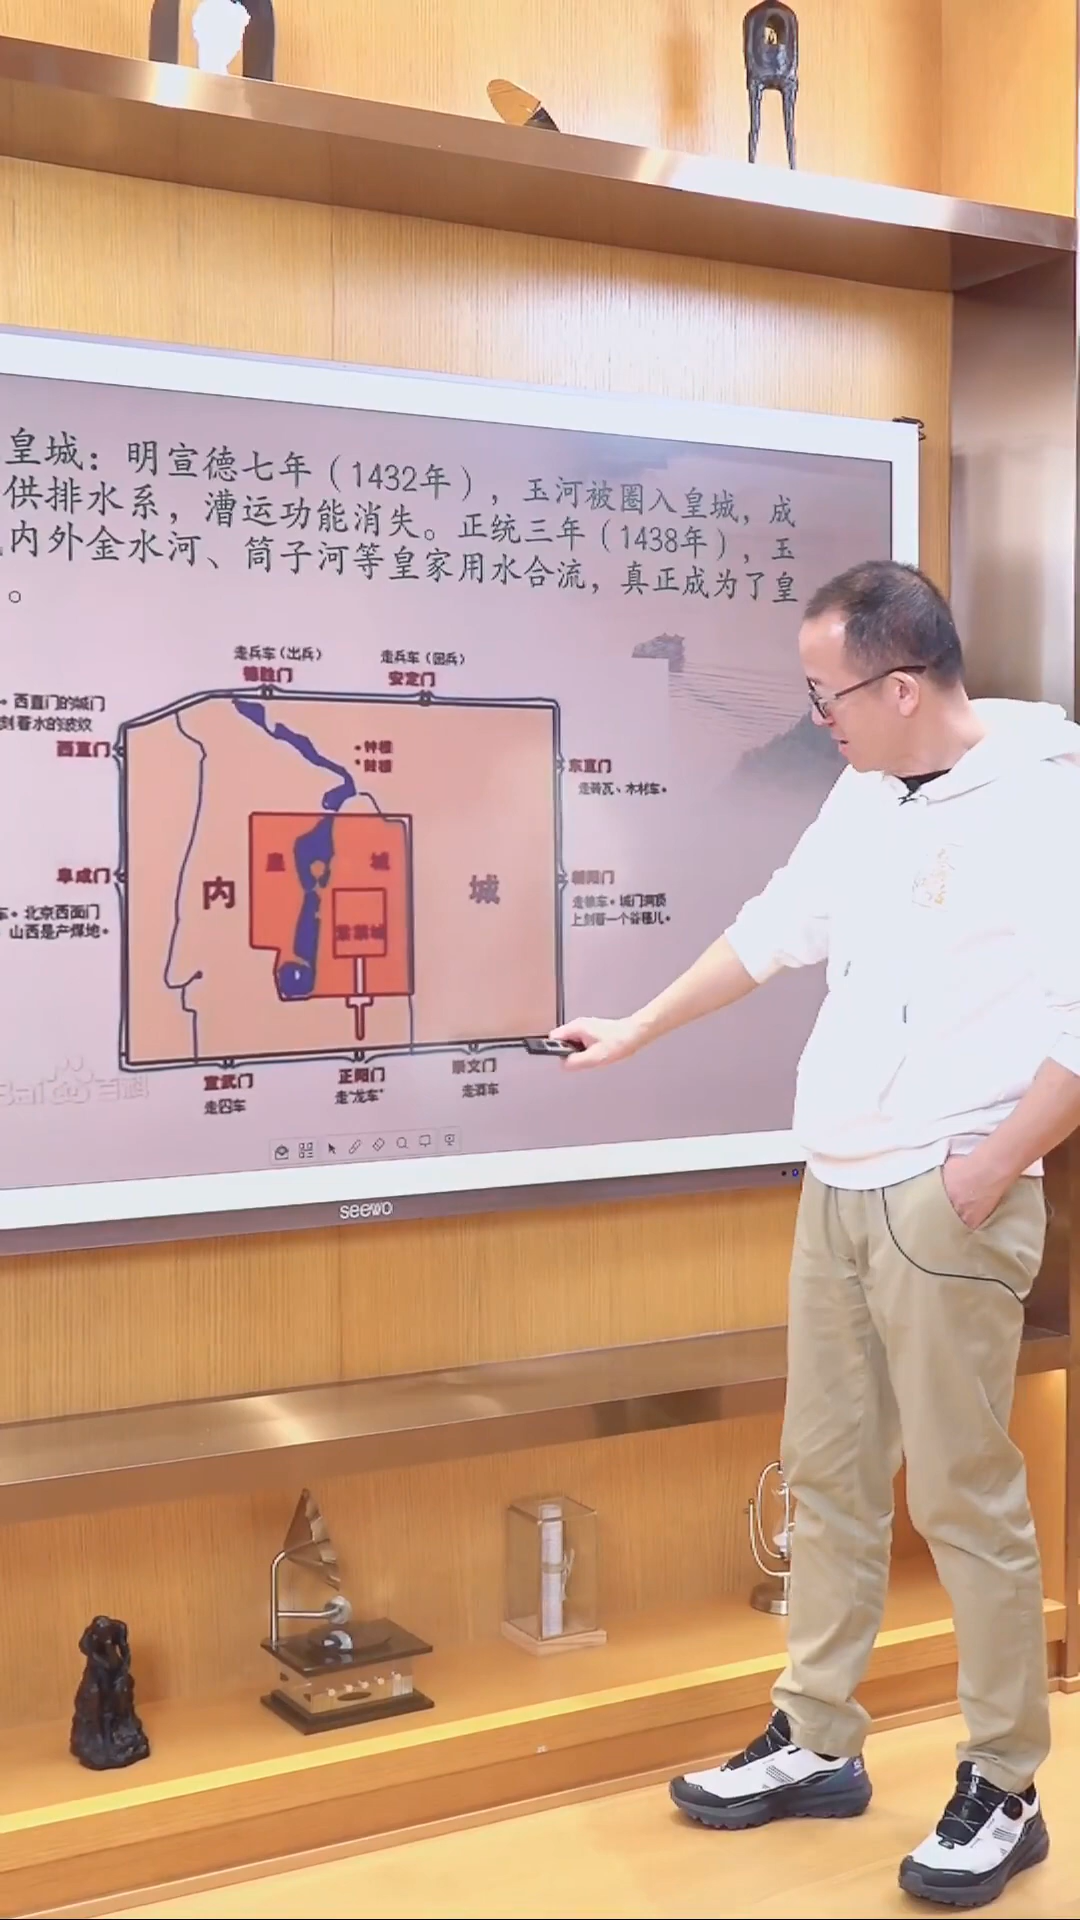 皇城：明宣德七年（1432年），玉河被圈入皇城，成
供排水系，漕运功能消失。正统三年（1438年），玉
内外金水河、筒子河等皇家用水合流，真正成为了皇
。
走兵车（出兵）
走兵车（回兵）
德胜门
安定门
西直门的城门
刻着水的波纹
西直门
•钟楼
•鼓楼
东直门
走砖瓦、木材车。
皇
城
阜成门
内
城
朝阳门
走粮车。城门洞顶
上刻着一个谷穗儿。
车。北京西面门
山西是产煤地。
紫禁城
宣武门
走囚车
正阳门
走“龙车”
崇文门
走酒车
Bai 百科
seewo